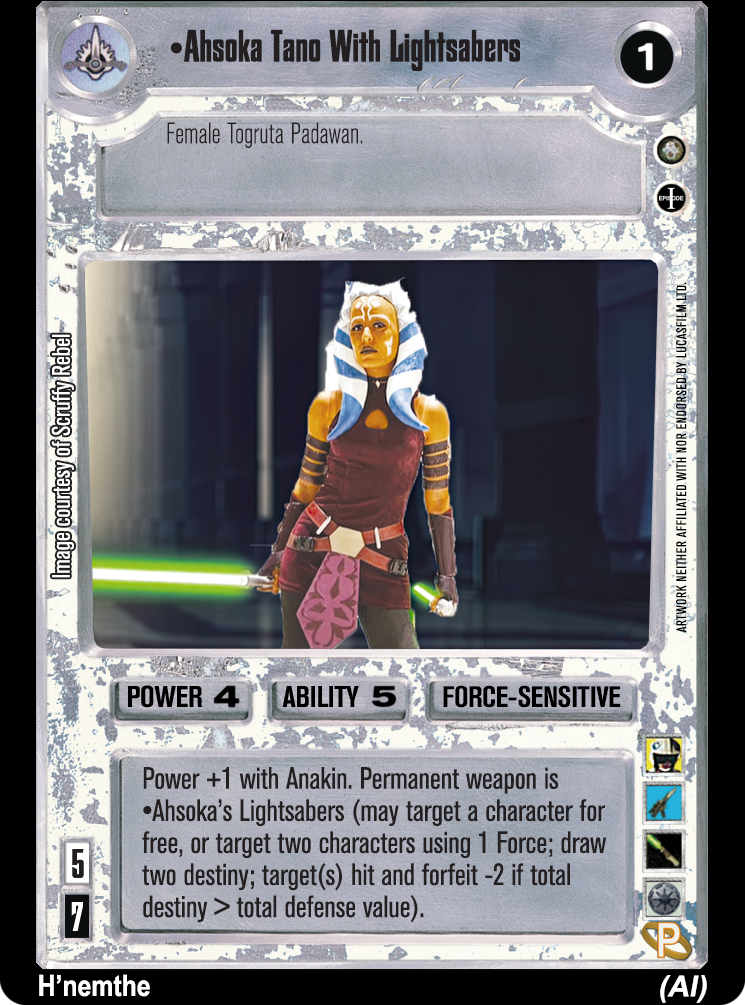 •Ahsoka Tano With Lightsabers
1
Female Togruta Padawan.
EPISODE I
Image courtesy of Scruffy Rebel
ARTWORK NEITHER AFFILIATED WITH NOR ENDORSED BY LUCASFILM LTD.
POWER 4
ABILITY 5
FORCE-SENSITIVE
Power +1 with Anakin. Permanent weapon is
•Ahsoka's Lightsabers (may target a character for
free, or target two characters using 1 Force; draw
two destiny; target(s) hit and forfeit -2 if total
destiny > total defense value).
5
7
P
H'nemthe
(AI)